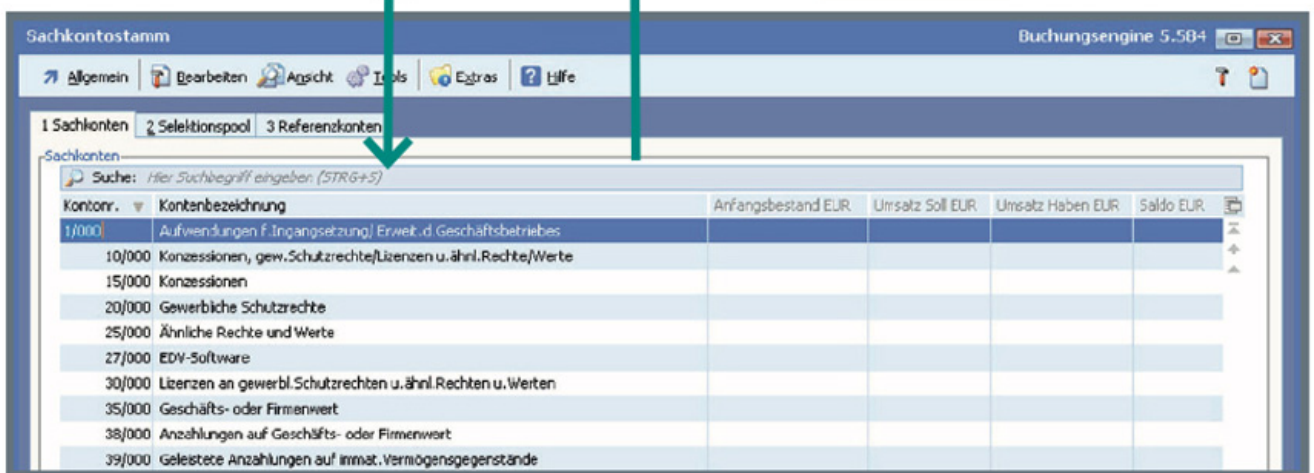 Sachkontostamm Buchungsengine 5.584
Allgemein Bearbeiten Ansicht Tools Extras Hilfe
1 Sachkonten 2 Selektionspool 3 Referenzkonten
Sachkonten
Suche: Hier Suchbegriff eingeben (STRG+S)
Kontonr. Kontenbezeichnung Anfangsbestand EUR Umsatz Soll EUR Umsatz Haben EUR Saldo EUR
1/000 Aufwendungen f.Ingangsetzung/ Erweit.d.Geschäftsbetriebes
10/000 Konzessionen, gew.Schutzrechte/Lizenzen u.ähnl.Rechte/Werte
15/000 Konzessionen
20/000 Gewerbliche Schutzrechte
25/000 Ähnliche Rechte und Werte
27/000 EDV-Software
30/000 Lizenzen an gewerbl.Schutzrechten u.ähnl.Rechten u.Werten
35/000 Geschäfts- oder Firmenwert
38/000 Anzahlungen auf Geschäfts- oder Firmenwert
39/000 Geleistete Anzahlungen auf immat.Vermögensgegenstände